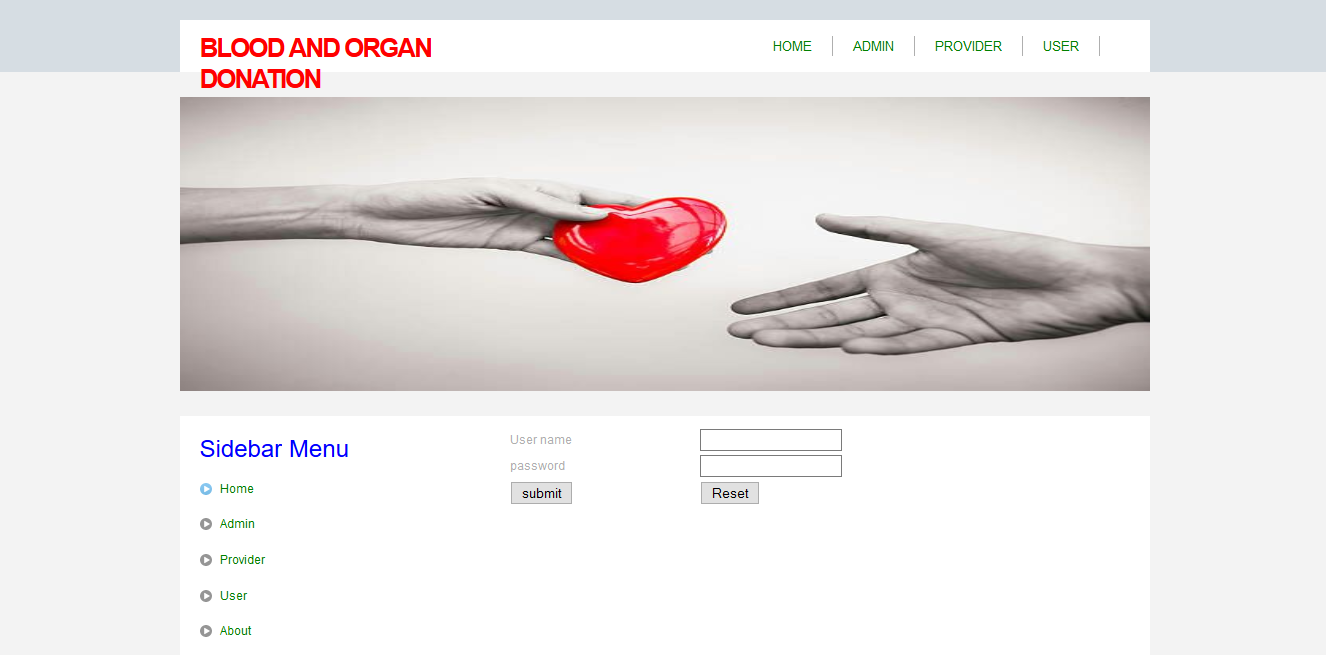 BLOOD AND ORGAN
DONATION
HOME
ADMIN
PROVIDER
USER
Sidebar Menu
Home
Admin
Provider
User
About
User name
password
submit
Reset